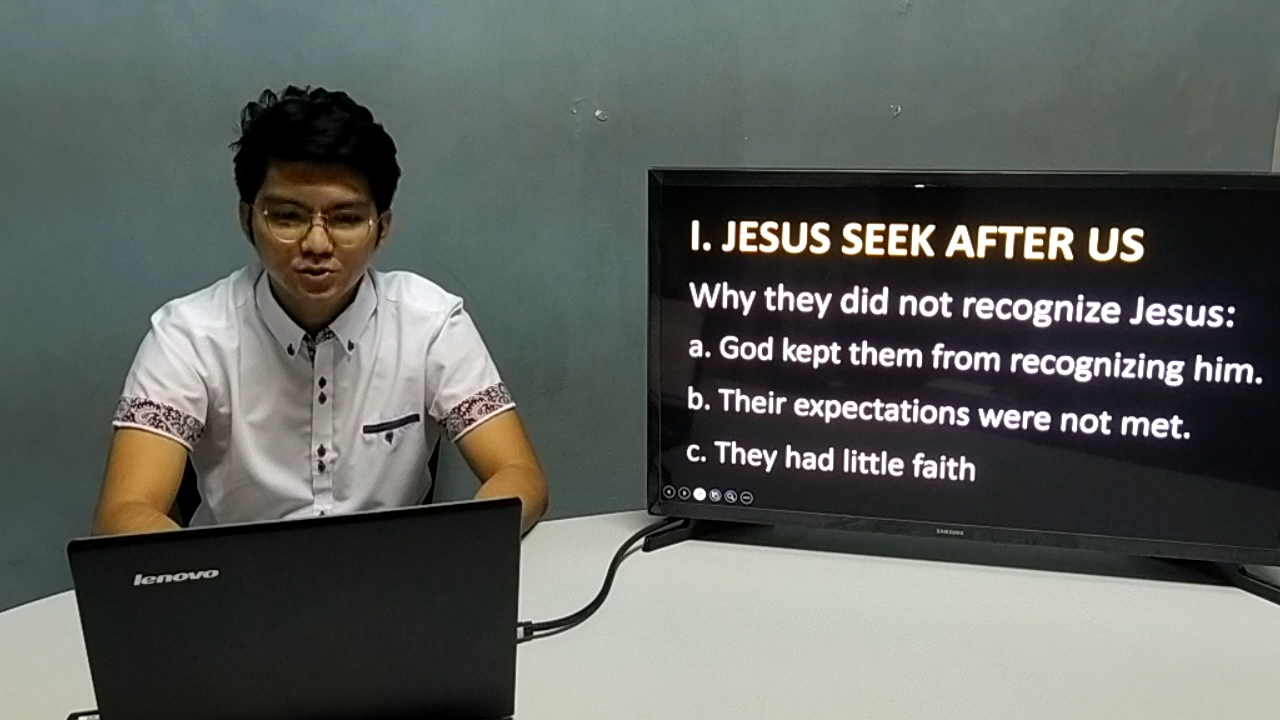 I. JESUS SEEK AFTER US
Why they did not recognize Jesus:
a. God kept them from recognizing him.
b. Their expectations were not met.
c. They had little faith
SAMSUNG
lenovo